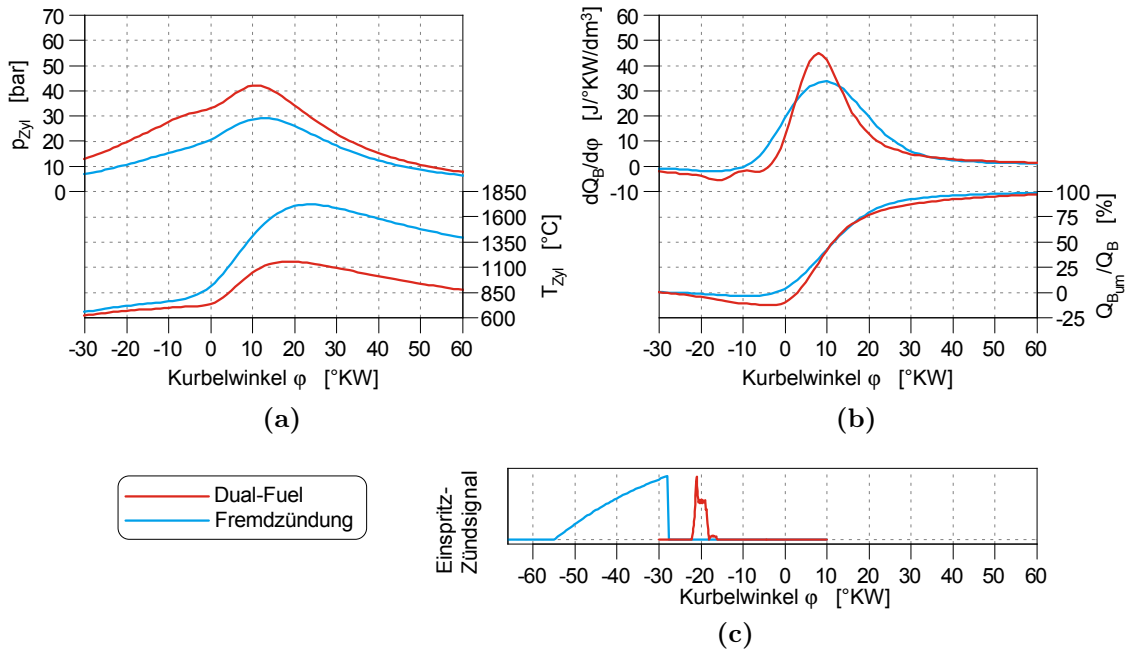 70
60
50
40
30
20
10
0
p_Zyl [bar]
1850
1600
1350
1100
850
600
T_Zyl [°C]
-30 -20 -10 0 10 20 30 40 50 60
Kurbelwinkel φ [°KW]
(a)
60
50
40
30
20
10
0
-10
dQ_B/dφ [J/°KW/dm³]
100
75
50
25
0
-25
Q_Bum/Q_B [%]
-30 -20 -10 0 10 20 30 40 50 60
Kurbelwinkel φ [°KW]
(b)
Dual-Fuel
Fremdzündung
Einspritz-
Zündsignal
-60 -50 -40 -30 -20 -10 0 10 20 30 40 50 60
Kurbelwinkel φ [°KW]
(c)